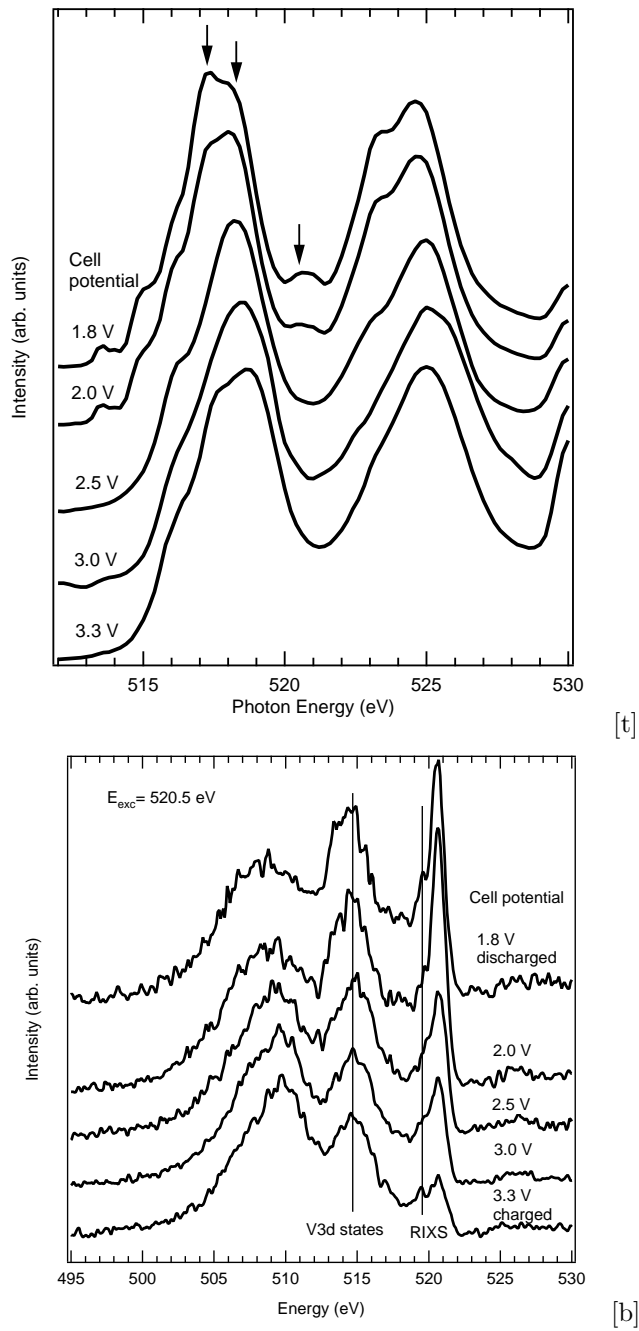 Intensity (arb. units)
Cell
potential
1.8 V
2.0 V
2.5 V
3.0 V
3.3 V
515
520
525
530
Photon Energy (eV)
[t]
Intensity (arb. units)
E_exc= 520.5 eV
Cell potential
1.8 V
discharged
2.0 V
2.5 V
3.0 V
3.3 V
charged
V3d states
RIXS
495
500
505
510
515
520
525
530
Energy (eV)
[b]